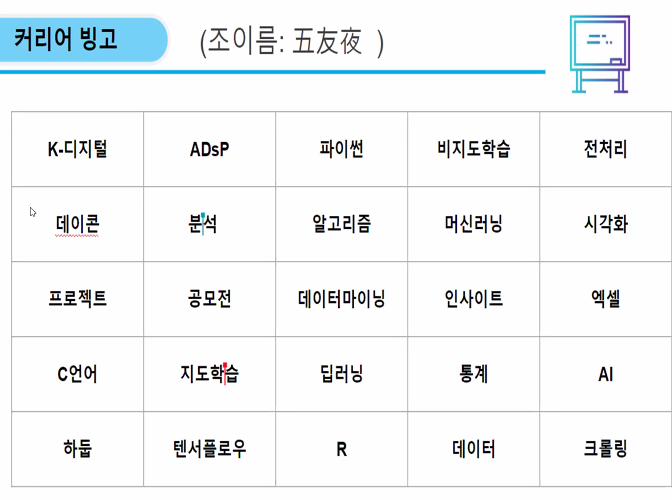 커리어 빙고
(조이름: 五友夜 )
K-디지털 ADsP 파이썬 비지도학습 전처리
데이콘 분석 알고리즘 머신러닝 시각화
프로젝트 공모전 데이터마이닝 인사이트 엑셀
C언어 지도학습 딥러닝 통계 AI
하둡 텐서플로우 R 데이터 크롤링